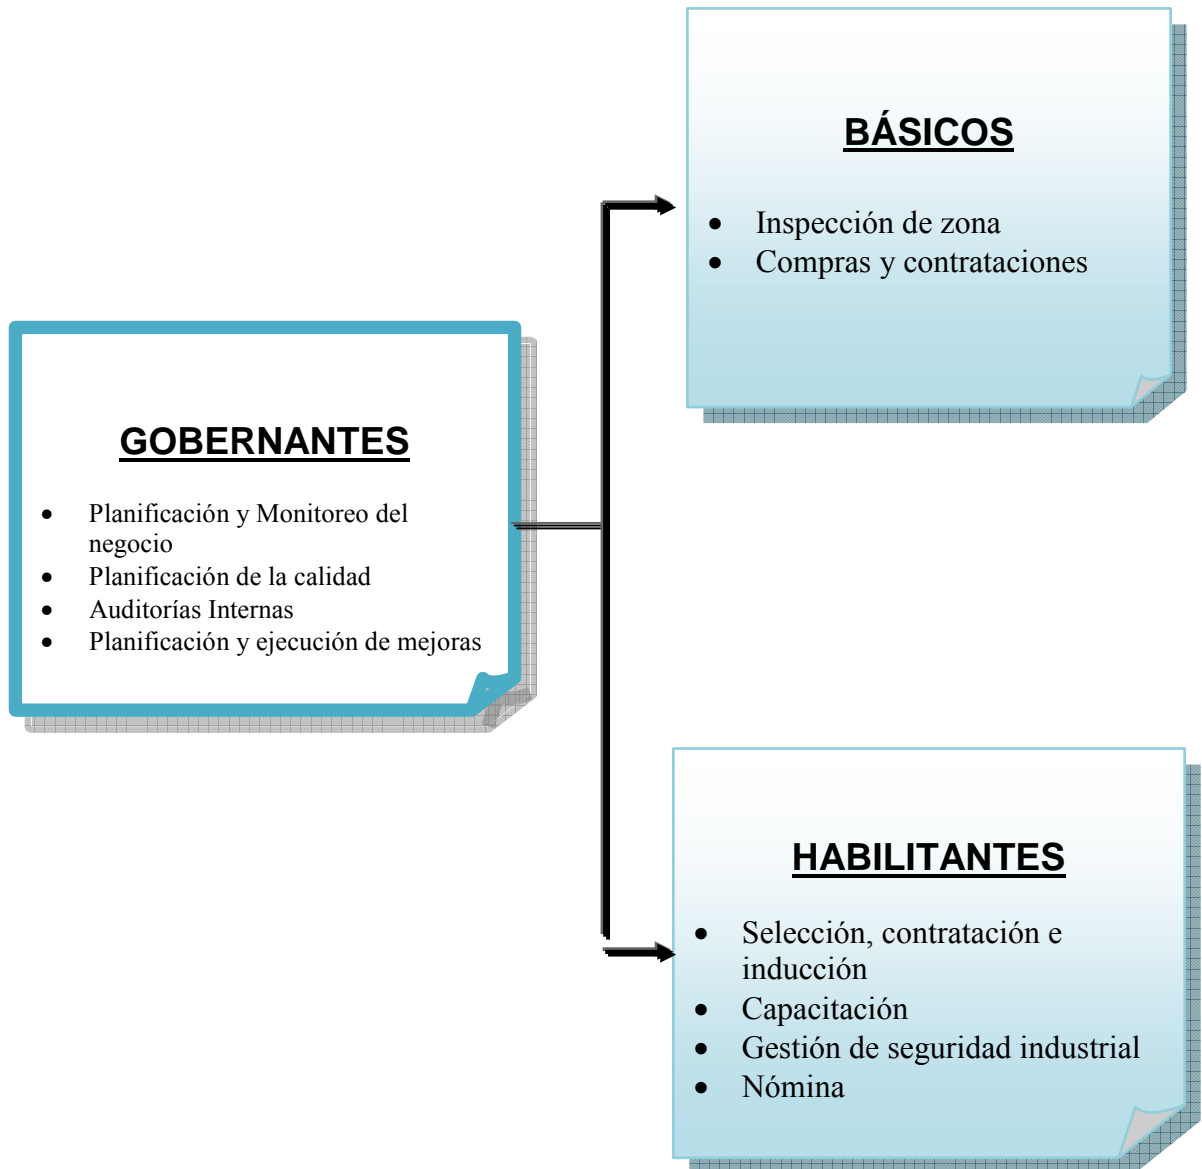 BÁSICOS
• Inspección de zona
• Compras y contrataciones
GOBERNANTES
• Planificación y Monitoreo del
negocio
• Planificación de la calidad
• Auditorías Internas
• Planificación y ejecución de mejoras
HABILITANTES
• Selección, contratación e
inducción
• Capacitación
• Gestión de seguridad industrial
• Nómina